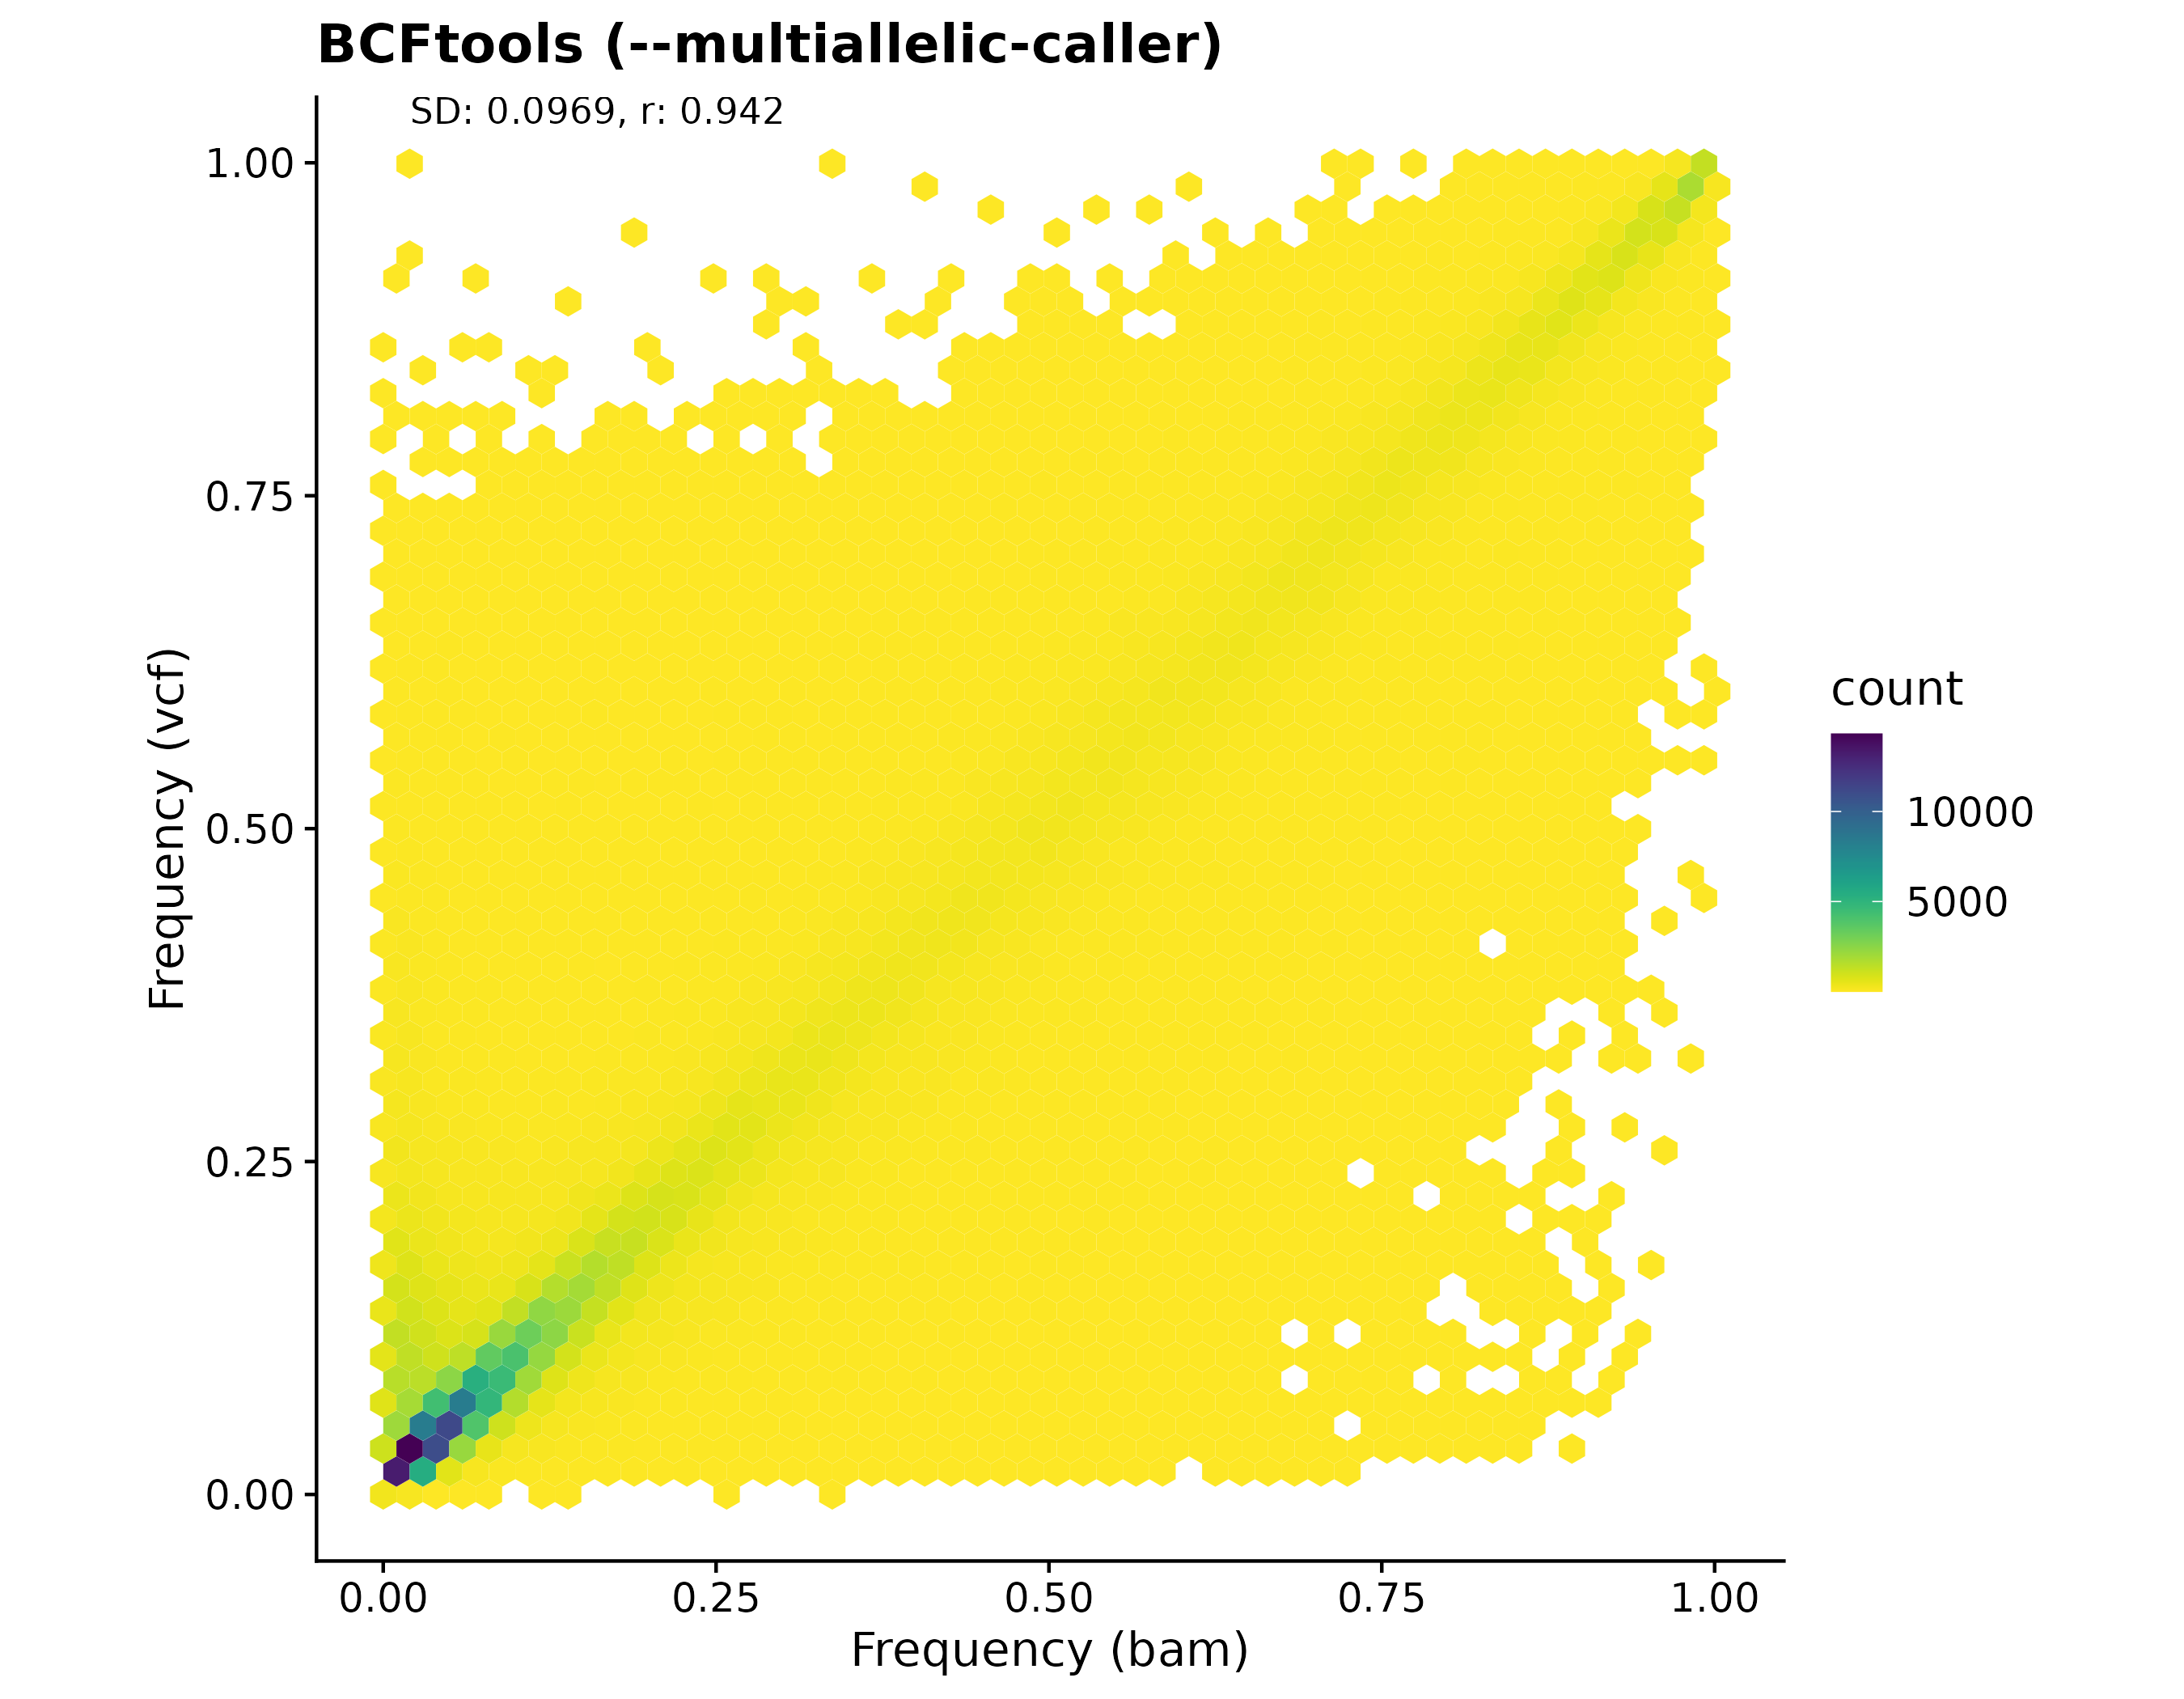 BCFtools (--multiallelic-caller)
SD: 0.0969, r: 0.942
1.00
0.75
0.50
0.25
0.00
Frequency (vcf)
0.00 0.25 0.50 0.75 1.00
Frequency (bam)
count
10000
5000